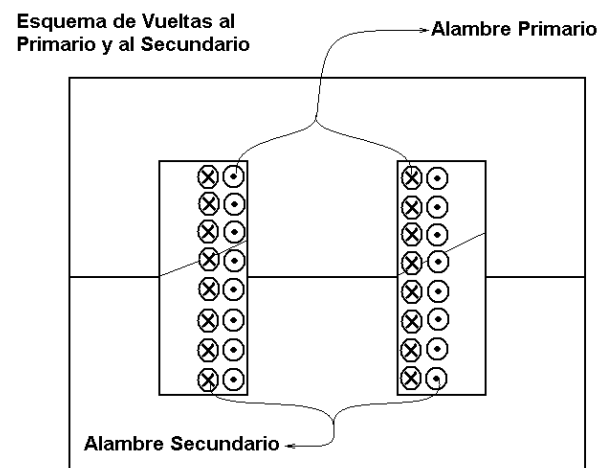 Esquema de Vueltas al
Primario y al Secundario
Alambre Primario
Alambre Secundario